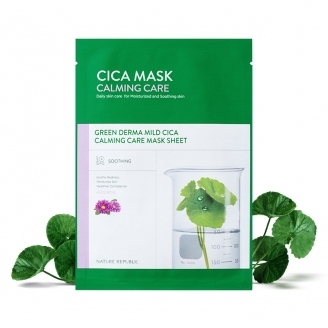 CICA MASK
CALMING CARE
Daily skin care for Moisturized and Soothing skin
GREEN DERMA MILD CICA
CALMING CARE MASK SHEET
SOOTHING
NATURE REPUBLIC
150